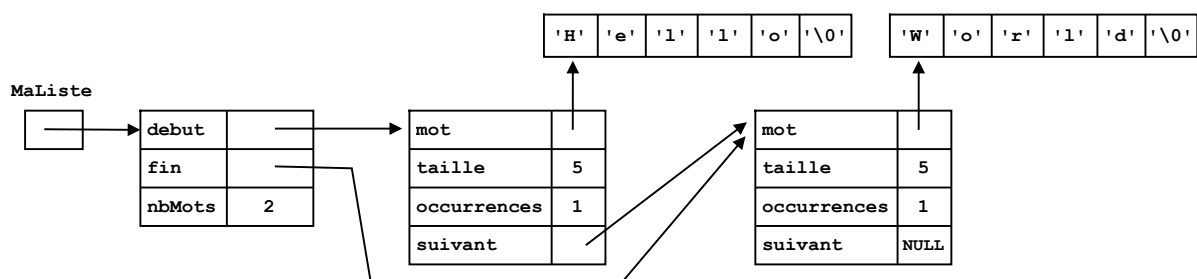 'H' 'e' 'l' 'l' 'o' '\0' 'W' 'o' 'r' 'l' 'd' '\0'
MaListe
debut mot mot
fin taille 5 taille 5
nbMots 2 occurrences 1 occurrences 1
suivant suivant NULL